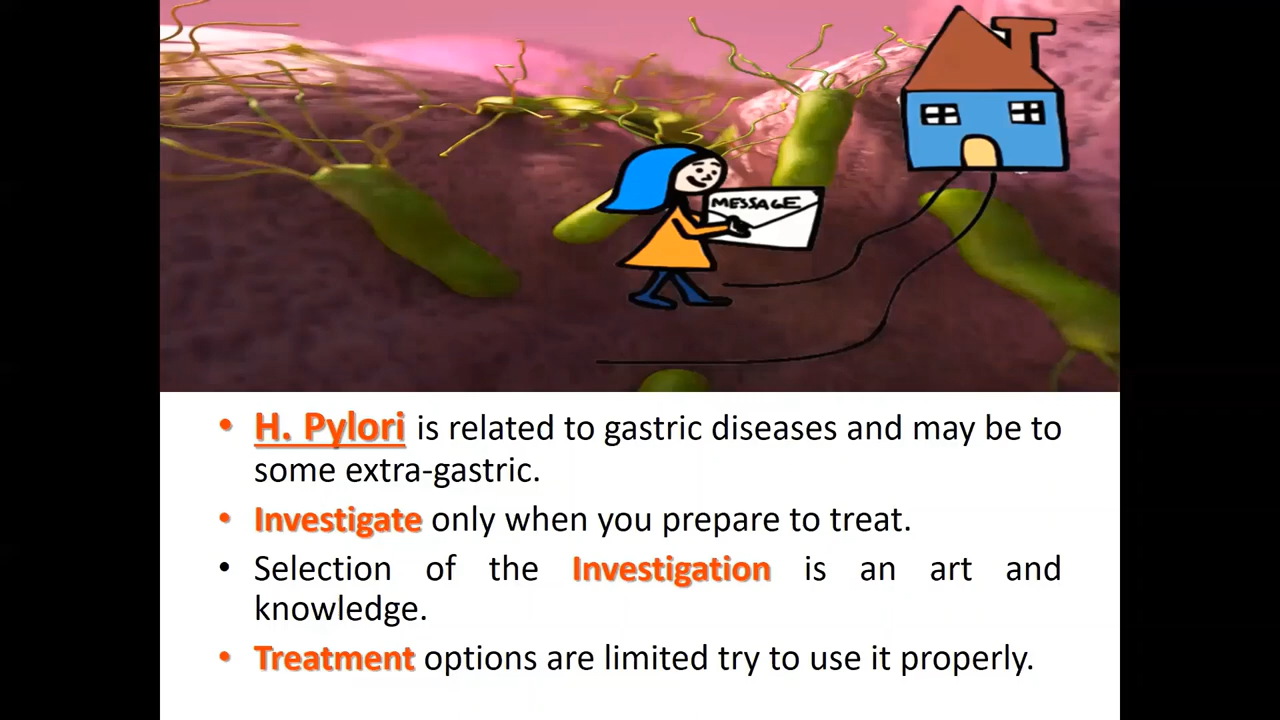 MESSAGE
• H. Pylori is related to gastric diseases and may be to
some extra-gastric.
• Investigate only when you prepare to treat.
• Selection of the Investigation is an art and
knowledge.
• Treatment options are limited try to use it properly.